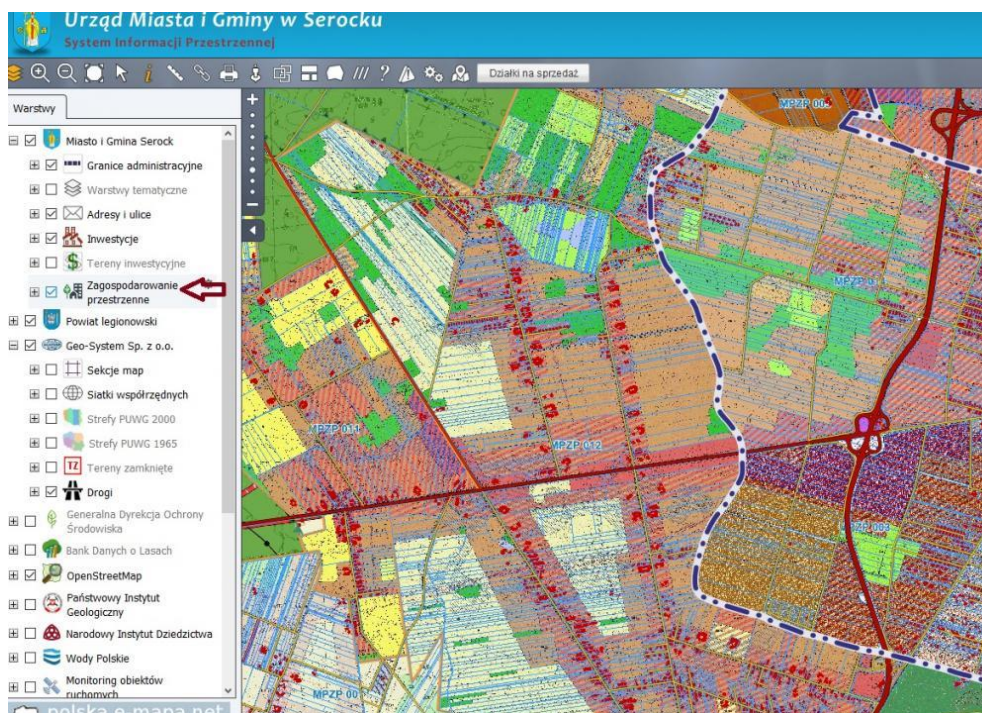 Urząd Miasta i Gminy w Serocku
System Informacji Przestrzennej
Działki na sprzedaż
Warstwy
Miasto i Gmina Serock
Granice administracyjne
Warstwy tematyczne
Adresy i ulice
Inwestycje
Tereny inwestycyjne
Zagospodarowanie
przestrzenne
Powiat legionowski
Geo-System Sp. z o.o.
Sekcje map
Siatki współrzędnych
Strefy PUWG 2000
Strefy PUWG 1965
TZ Tereny zamknięte
Drogi
Generalna Dyrekcja Ochrony
Środowiska
Bank Danych o Lasach
OpenStreetMap
Państwowy Instytut
Geologiczny
Narodowy Instytut Dziedzictwa
Wody Polskie
Monitoring obiektów
ruchomych
polska.e-mapa.net
MPZP 011
MPZP 012